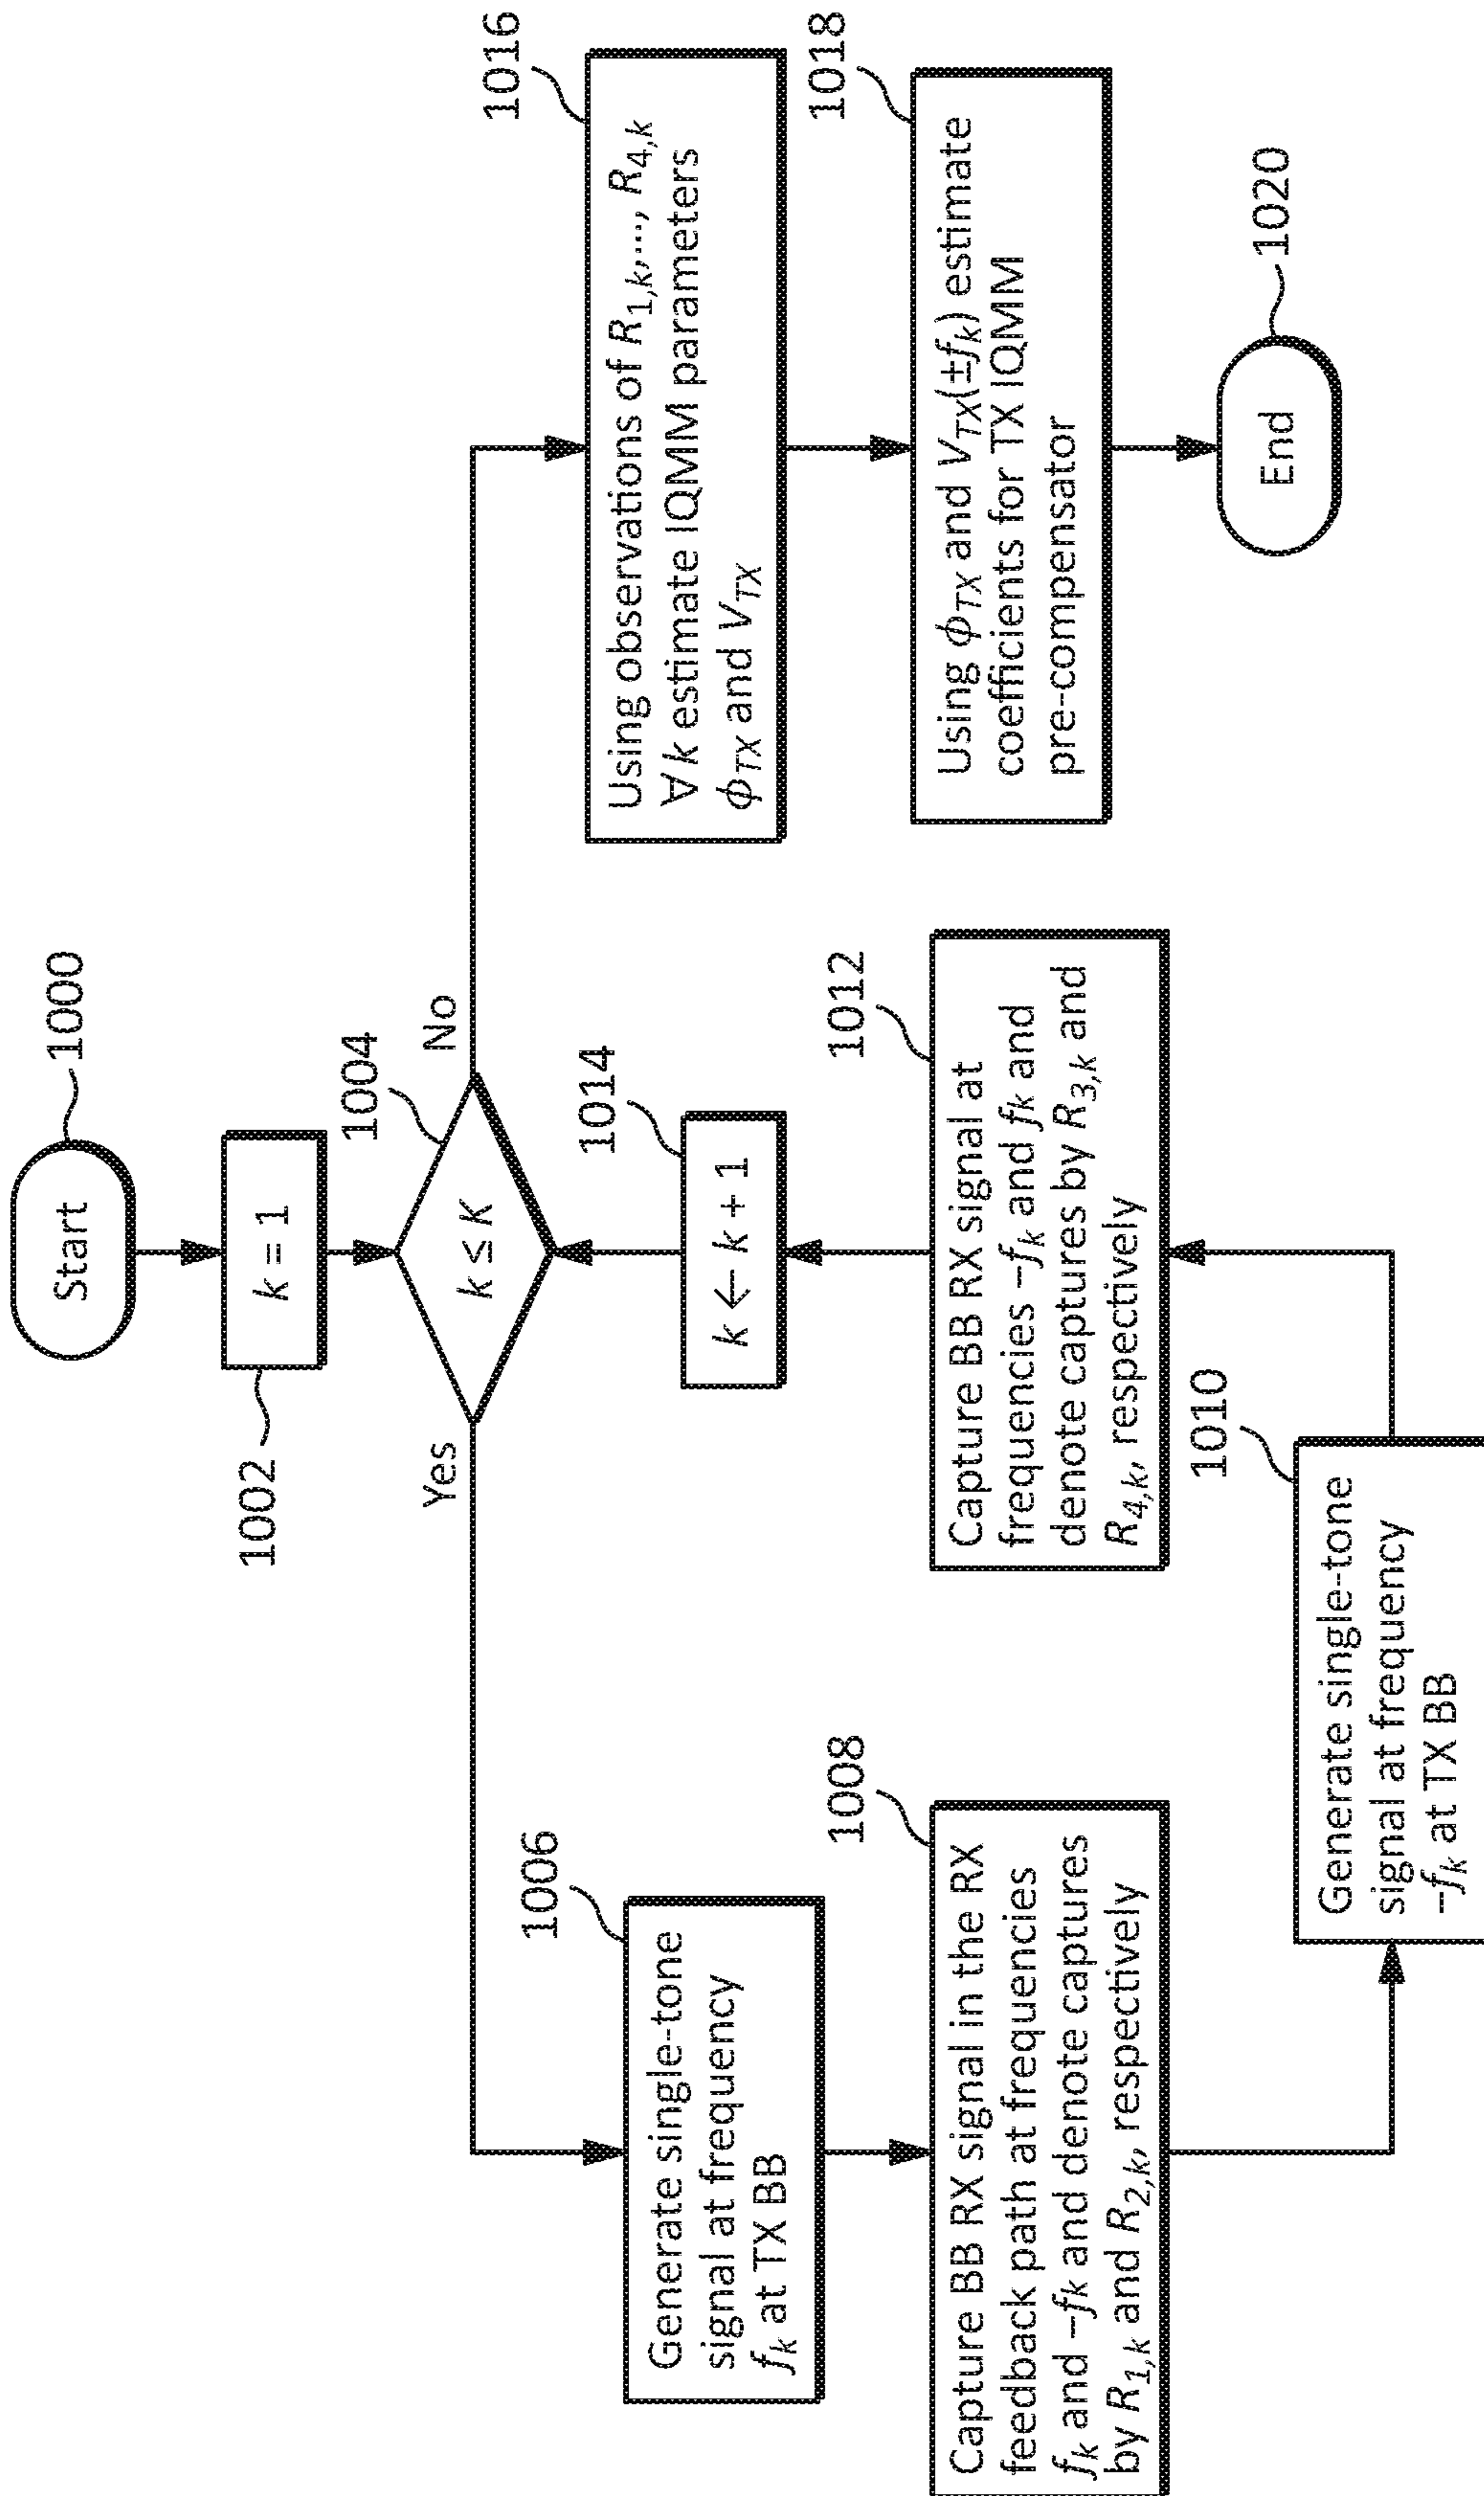 Start
1000
k = 1
1002
k ≤ K
1004
Yes
No
Generate single-tone
signal at frequency
f_k at TX BB
1006
Capture BB RX signal in the RX
feedback path at frequencies
f_k and -f_k and denote captures
by R_{1,k} and R_{2,k}, respectively
1008
Generate single-tone
signal at frequency
-f_k at TX BB
1010
Capture BB RX signal at
frequencies -f_k and f_k and
denote captures by R_{3,k} and
R_{4,k}, respectively
1012
k ← k + 1
1014
Using observations of R_{1,k},..., R_{4,k}
∀k estimate IQMM parameters
ϕ_{TX} and V_{TX}
1016
Using ϕ_{TX} and V_{TX}(±f_k) estimate
coefficients for TX IQMM
pre-compensator
1018
End
1020